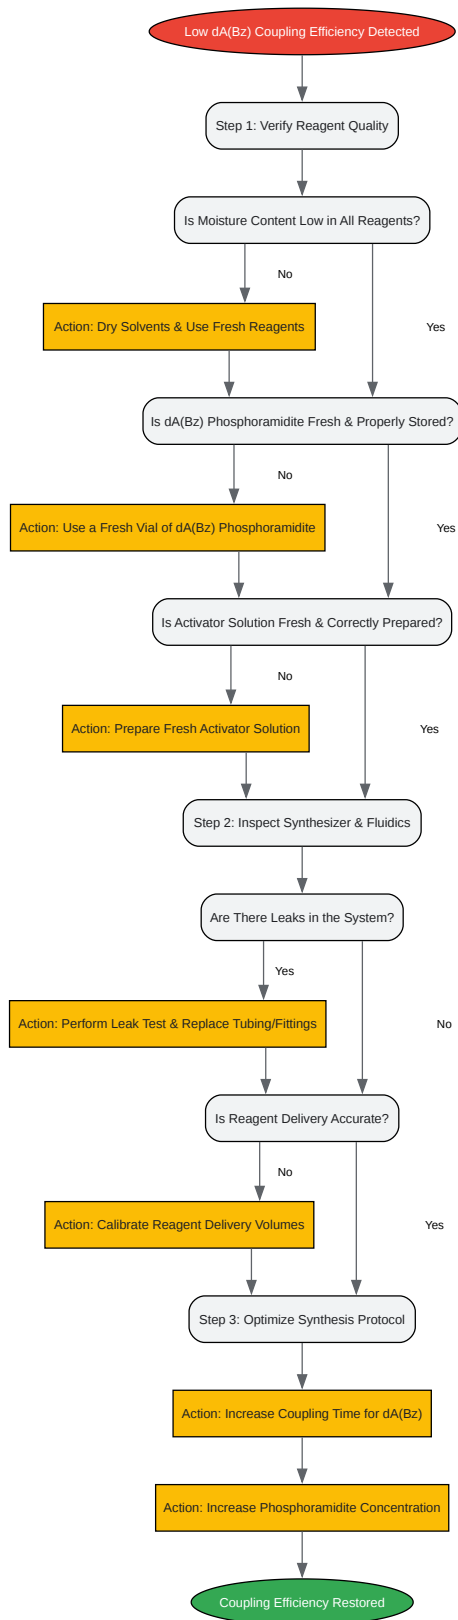 Low dA(Bz) Coupling Efficiency Detected
Step 1: Verify Reagent Quality
Is Moisture Content Low in All Reagents?
No
Action: Dry Solvents & Use Fresh Reagents
Yes
Is dA(Bz) Phosphoramidite Fresh & Properly Stored?
No
Action: Use a Fresh Vial of dA(Bz) Phosphoramidite
Yes
Is Activator Solution Fresh & Correctly Prepared?
No
Action: Prepare Fresh Activator Solution
Yes
Step 2: Inspect Synthesizer & Fluidics
Are There Leaks in the System?
Yes
Action: Perform Leak Test & Replace Tubing/Fittings
No
Is Reagent Delivery Accurate?
No
Action: Calibrate Reagent Delivery Volumes
Yes
Step 3: Optimize Synthesis Protocol
Action: Increase Coupling Time for dA(Bz)
Action: Increase Phosphoramidite Concentration
Coupling Efficiency Restored